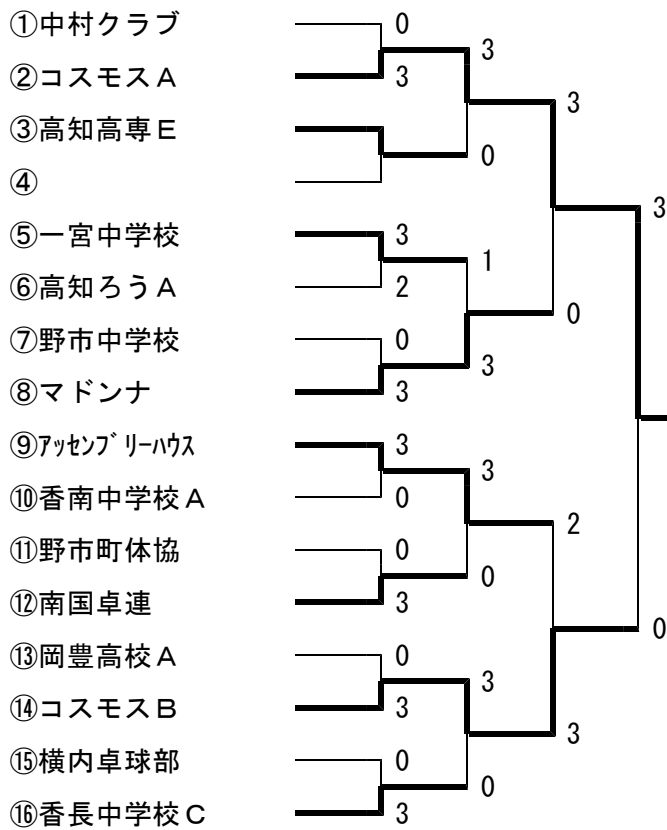 ①中村クラブ 0
3
②コスモスA 3
3
③高知高専E
0
④
3
⑤一宮中学校 3
1
⑥高知ろうA 2
0
⑦野市中学校 0
3
⑧マドンナ 3
⑨ｱｯｾﾝﾌﾞﾘｰﾊｳｽ 3
3
⑩香南中学校A 0
2
⑪野市町体協 0
0
⑫南国卓連 3
0
⑬岡豊高校A 0
3
⑭コスモスB 3
3
⑮横内卓球部 0
0
⑯香長中学校C 3